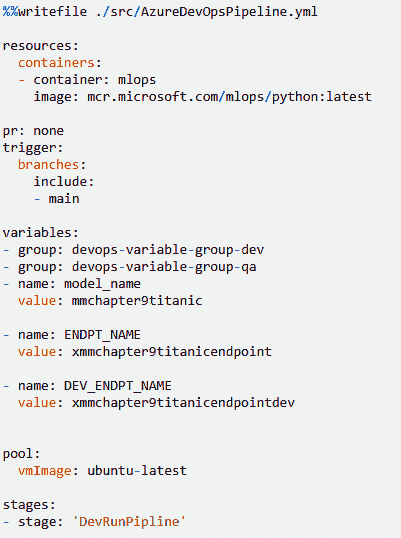 %%writefile ./src/AzureDevOpsPipeline.yml
resources:
  containers:
  - container: mlops
    image: mcr.microsoft.com/mlops/python:latest
pr: none
trigger:
  branches:
    include:
    - main
variables:
- group: devops-variable-group-dev
- group: devops-variable-group-qa
- name: model_name
  value: mmchapter9titanic
- name: ENDPT_NAME
  value: xmmchapter9titanicendpoint
- name: DEV_ENDPT_NAME
  value: xmmchapter9titanicendpointdev
pool:
  vmImage: ubuntu-latest
stages:
- stage: 'DevRunPipline'